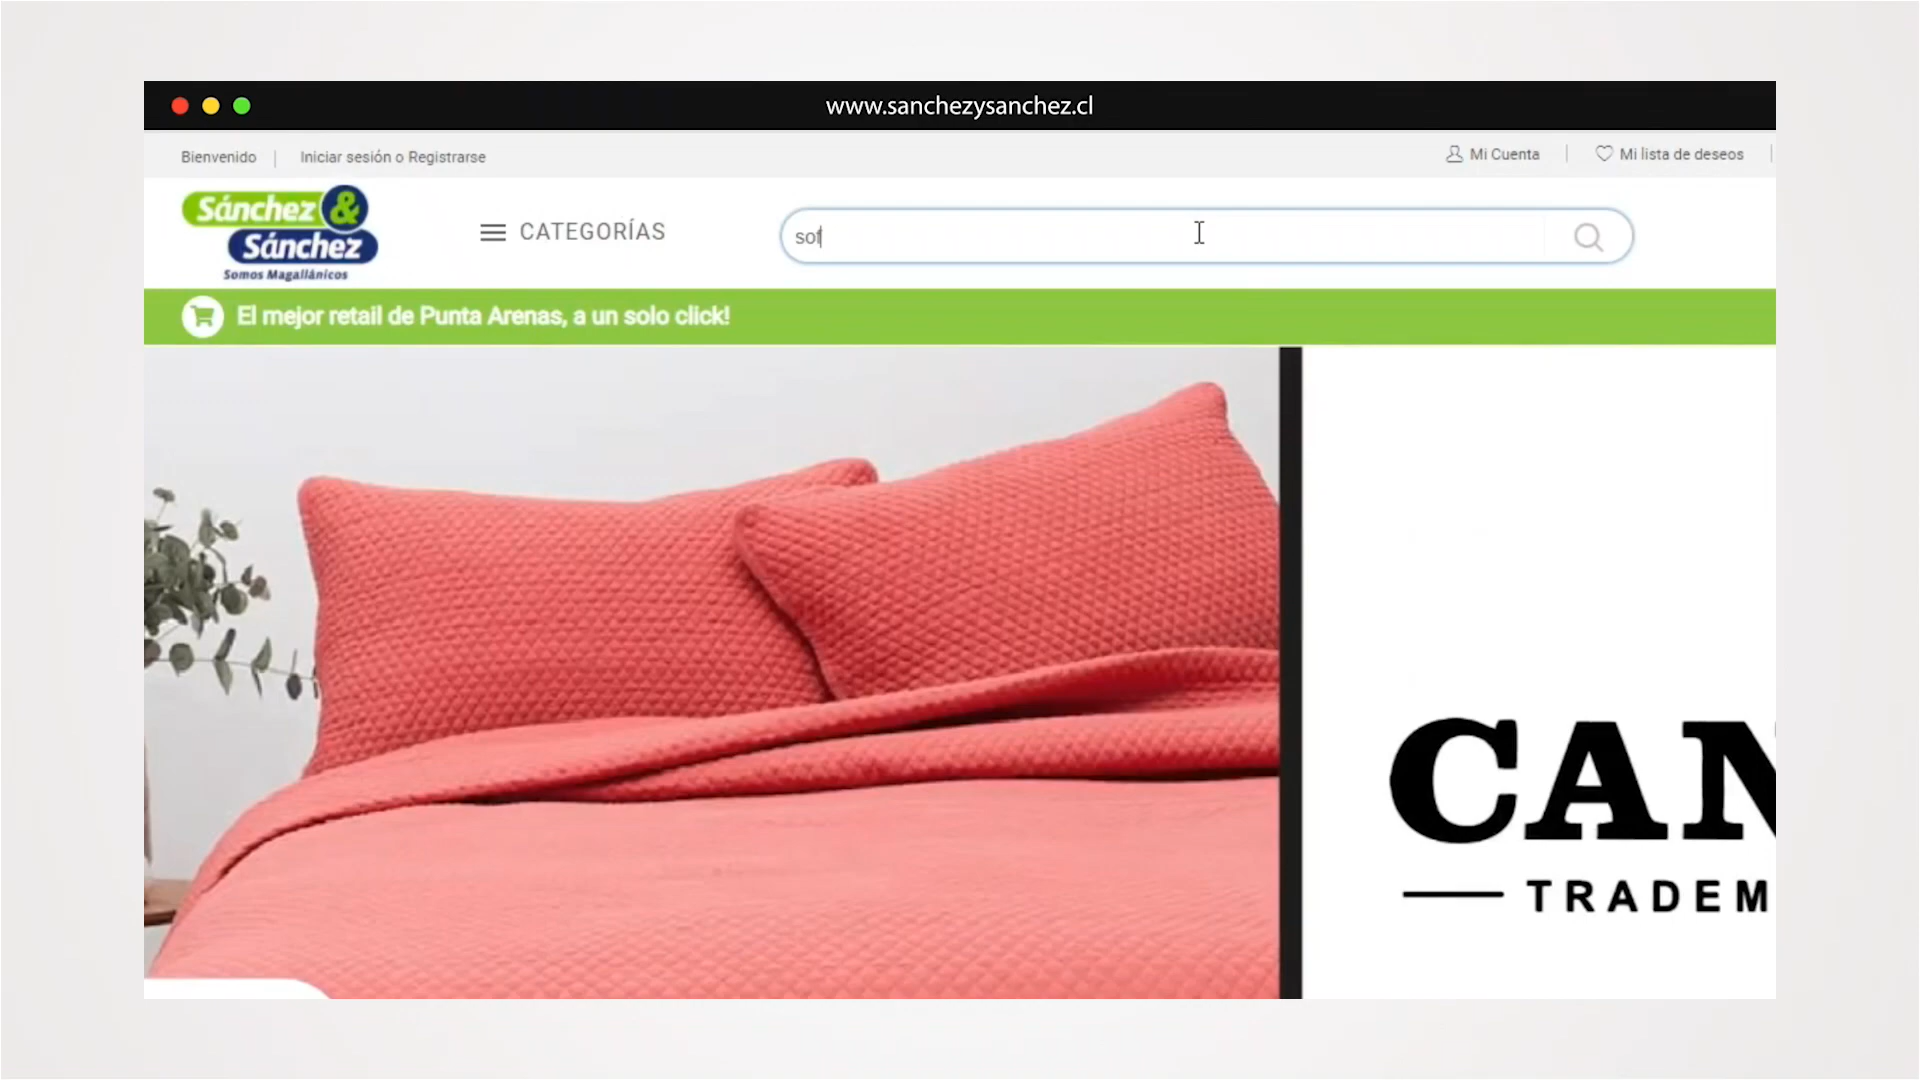 www.sanchezysanchez.cl
Bienvenido
Iniciar sesión o Registrarse
Mi Cuenta
Mi lista de deseos
Sánchez &
Sánchez
Somos Magallánicos
CATEGORÍAS
sof
El mejor retail de Punta Arenas, a un solo click!
CAN
TRADEM